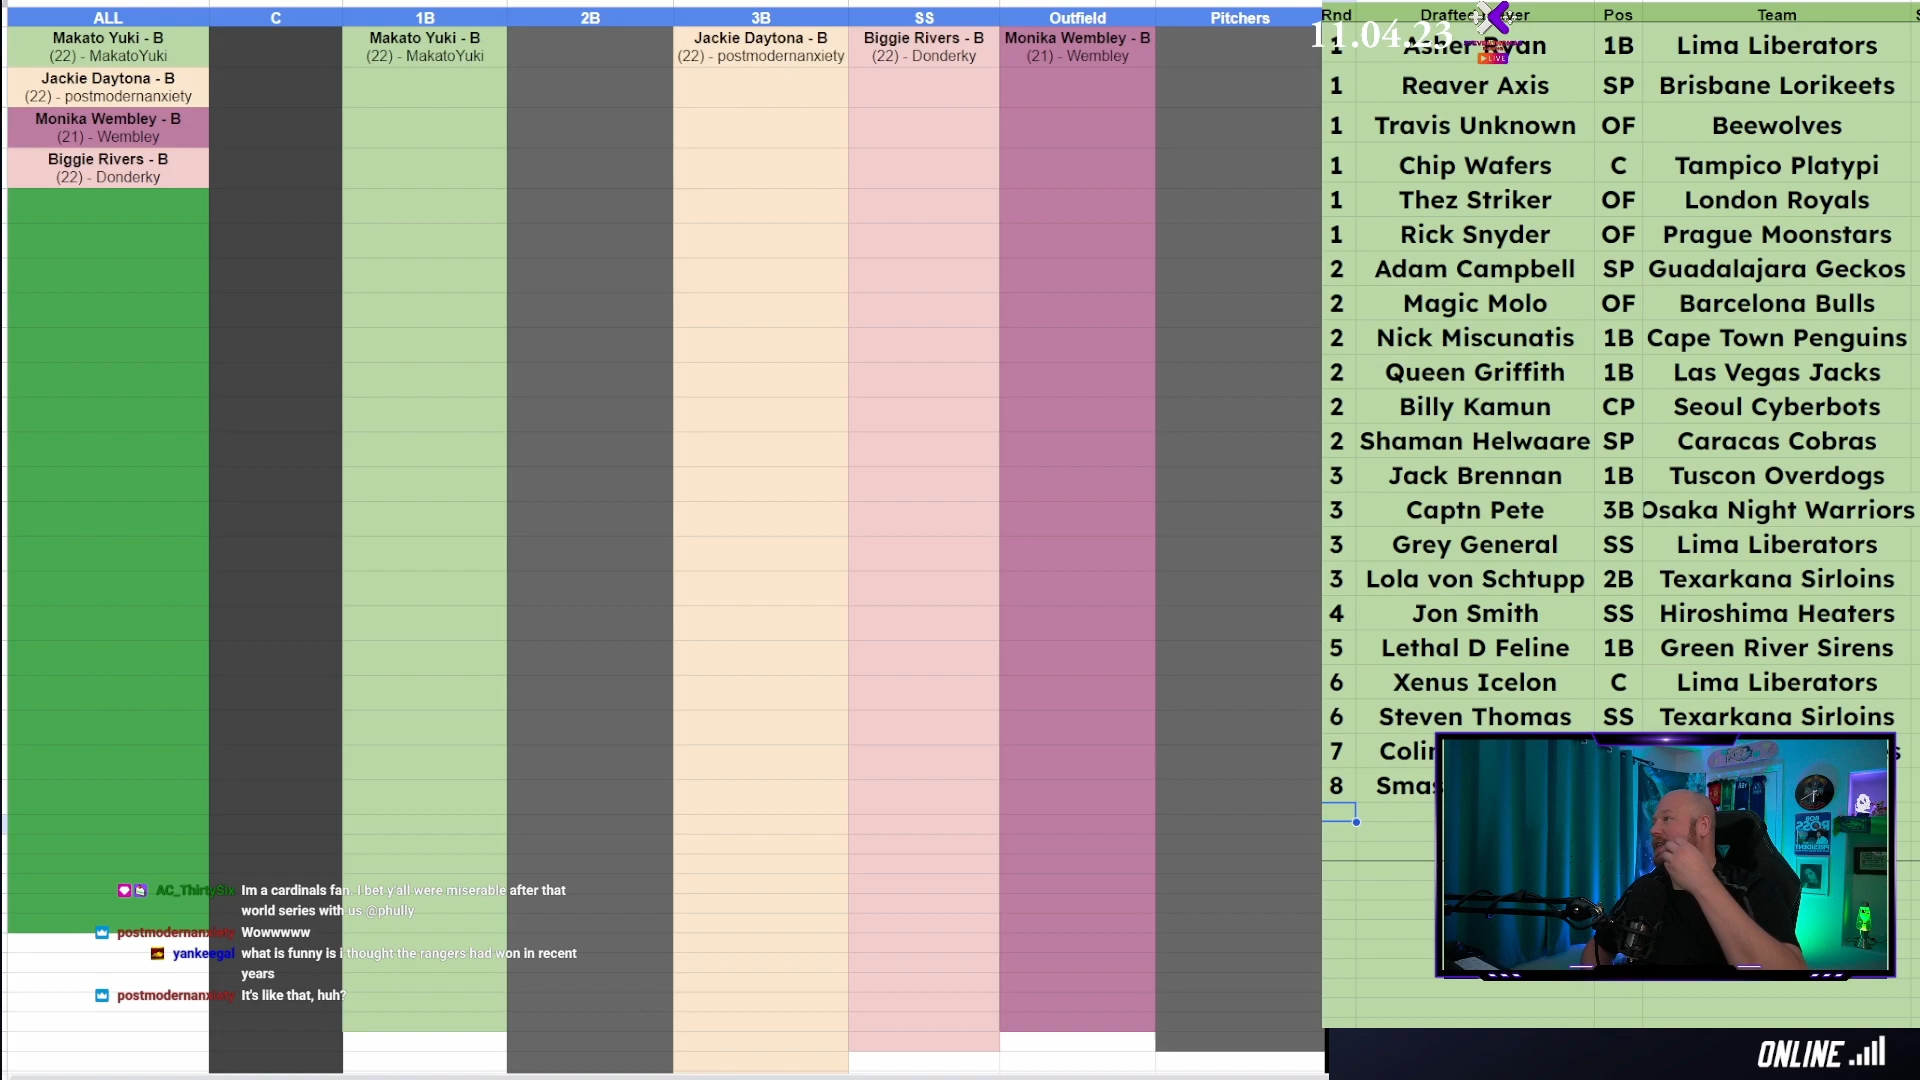 ALL C 1B 2B 3B SS Outfield Pitchers
Makato Yuki - B
(22) - MakatoYuki
Makato Yuki - B
(22) - MakatoYuki
Jackie Daytona - B
(22) - postmodernanxiety
Biggie Rivers - B
(22) - Donderky
Monika Wembley - B
(21) - Wembley
Jackie Daytona - B
(22) - postmodernanxiety
Monika Wembley - B
(21) - Wembley
Biggie Rivers - B
(22) - Donderky
AC_ThirtySix Im a cardinals fan. I bet y'all were miserable after that
world series with us @phully
postmodernanxiety Wowwwww
yankeegal what is funny is i thought the rangers had won in recent
years
postmodernanxiety It's like that, huh?
Rnd Pos Team
11.04.23
LIVE
1 Asher Ryan 1B Lima Liberators
1 Reaver Axis SP Brisbane Lorikeets
1 Travis Unknown OF Beewolves
1 Chip Wafers C Tampico Platypi
1 Thez Striker OF London Royals
1 Rick Snyder OF Prague Moonstars
2 Adam Campbell SP Guadalajara Geckos
2 Magic Molo OF Barcelona Bulls
2 Nick Miscunatis 1B Cape Town Penguins
2 Queen Griffith 1B Las Vegas Jacks
2 Billy Kamun CP Seoul Cyberbots
2 Shaman Helwaare SP Caracas Cobras
3 Jack Brennan 1B Tuscon Overdogs
3 Captn Pete 3B Osaka Night Warriors
3 Grey General SS Lima Liberators
3 Lola von Schtupp 2B Texarkana Sirloins
4 Jon Smith SS Hiroshima Heaters
5 Lethal D Feline 1B Green River Sirens
6 Xenus Icelon C Lima Liberators
6 Steven Thomas SS Texarkana Sirloins
7
8
ONLINE